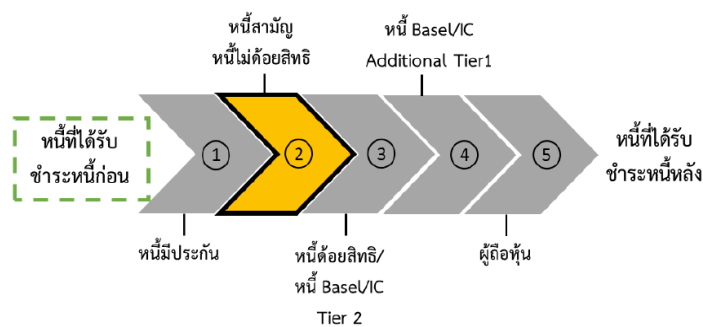 หนี้สามัญ
หนี้ไม่ด้อยสิทธิ
หนี้ Basel/IC
Additional Tier1
หนี้ที่ได้รับ
ชำระหนี้ก่อน
1
2
3
4
5
หนี้ที่ได้รับ
ชำระหนี้หลัง
หนี้มีประกัน
หนี้ด้อยสิทธิ/
หนี้ Basel/IC
Tier 2
ผู้ถือหุ้น